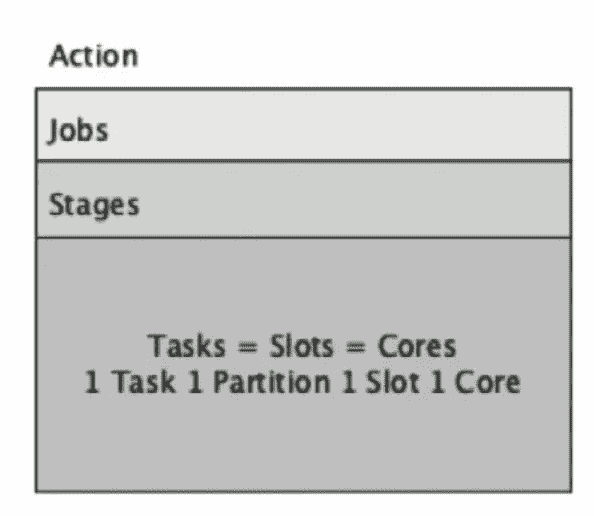 Action
Jobs
Stages
Tasks = Slots = Cores
1 Task 1 Partition 1 Slot 1 Core